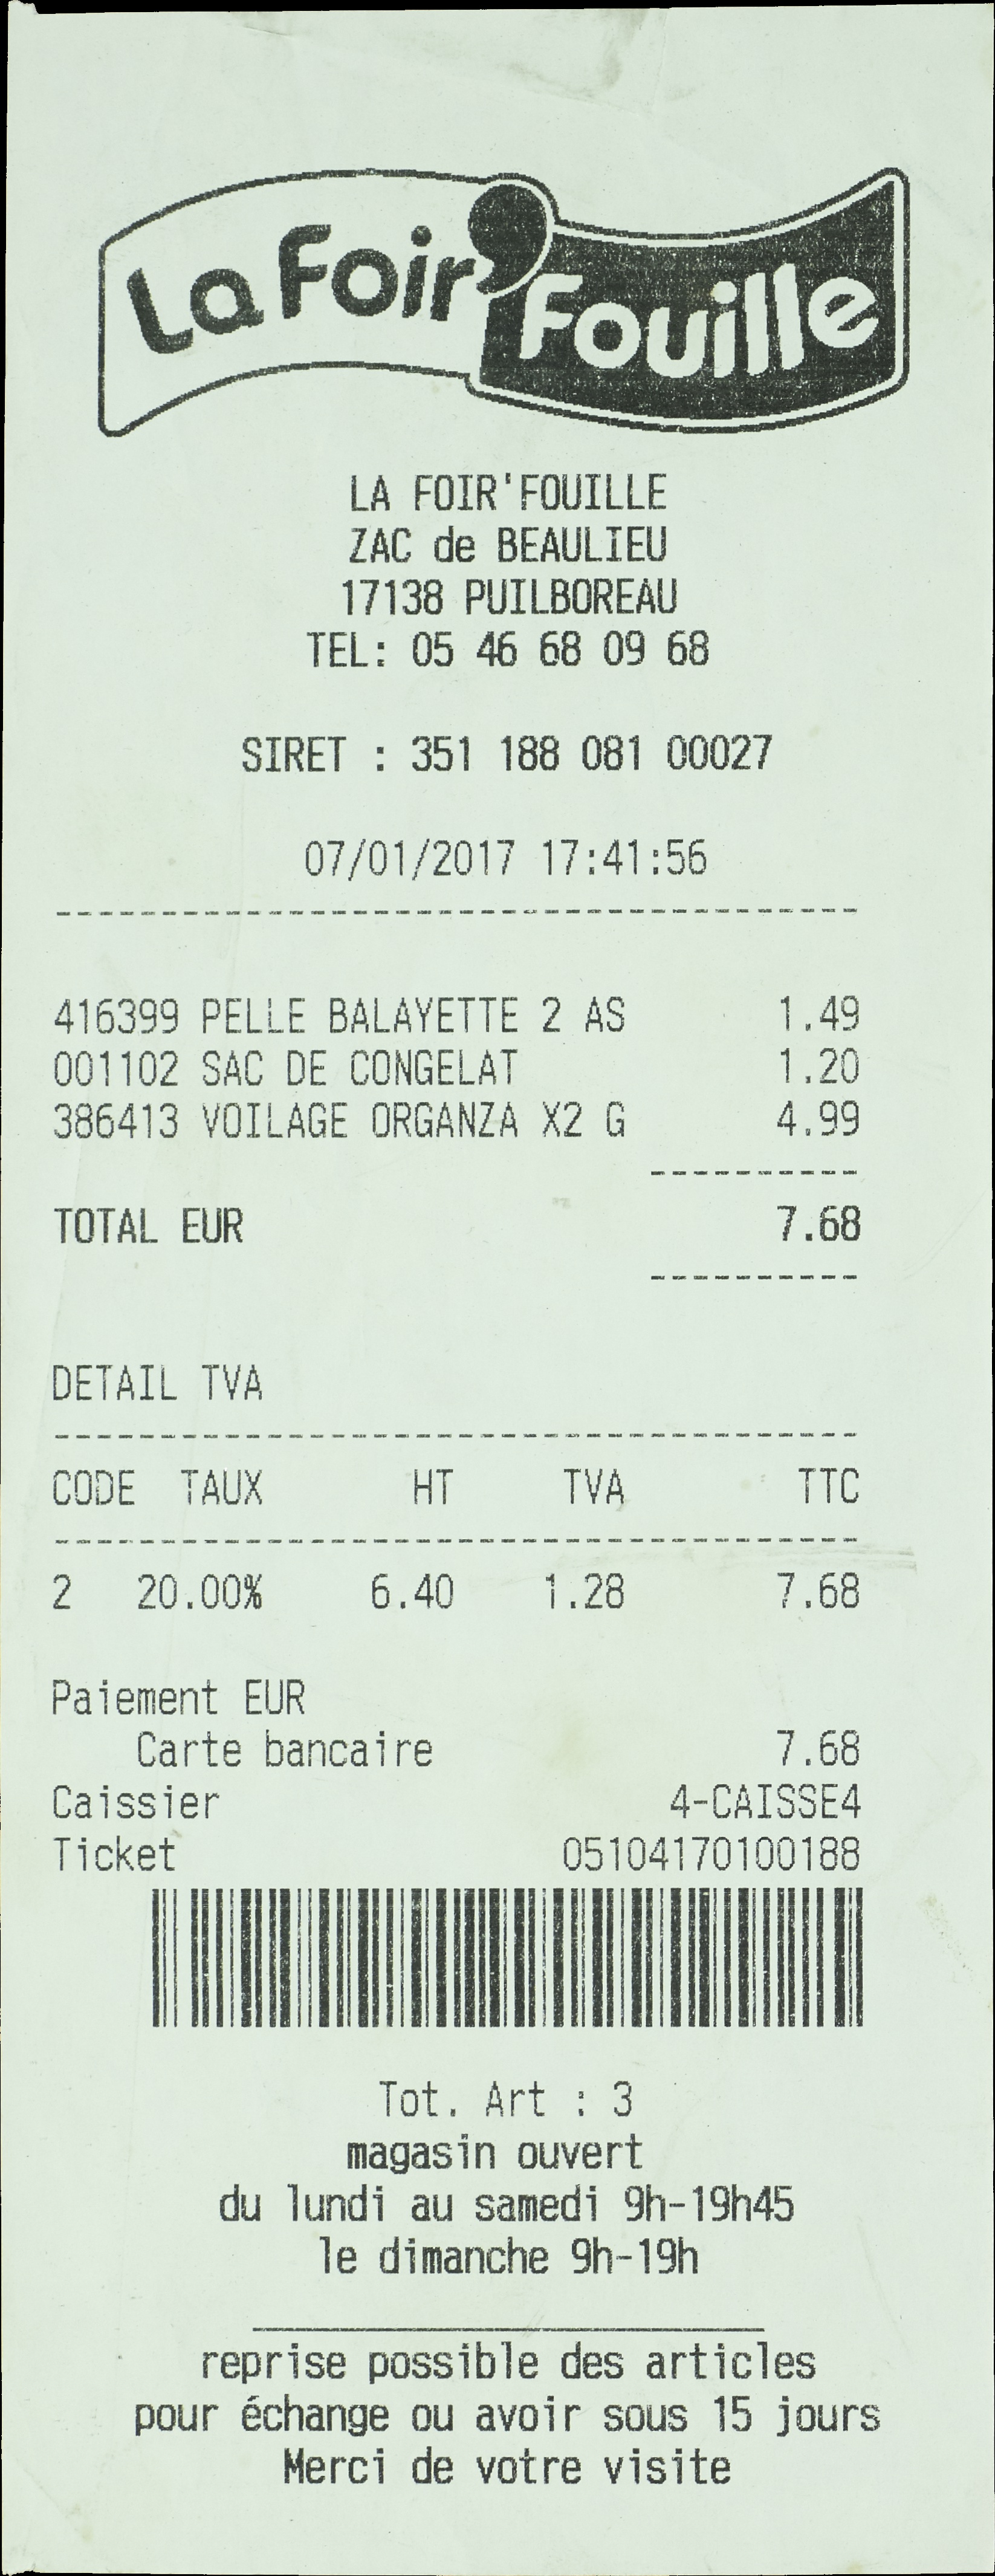 La Foir'Fouille
LA FOIR'FOUILLE
ZAC de BEAULIEU
17138 PUILBOREAU
TEL: 05 46 68 09 68
SIRET : 351 188 081 00027
07/01/2017 17:41:56
--------------------------------------
416399 PELLE BALAYETTE 2 AS 1.49
001102 SAC DE CONGELAT 1.20
386413 VOILAGE ORGANZA X2 G 4.99
----------
TOTAL EUR 7.68
----------
DETAIL TVA
--------------------------------------
CODE TAUX HT TVA TTC
--------------------------------------
2 20.00% 6.40 1.28 7.68
Paiement EUR
Carte bancaire 7.68
Caissier 4-CAISSE4
Ticket 05104170100188
Tot. Art : 3
magasin ouvert
du lundi au samedi 9h-19h45
le dimanche 9h-19h
________________________
reprise possible des articles
pour échange ou avoir sous 15 jours
Merci de votre visite